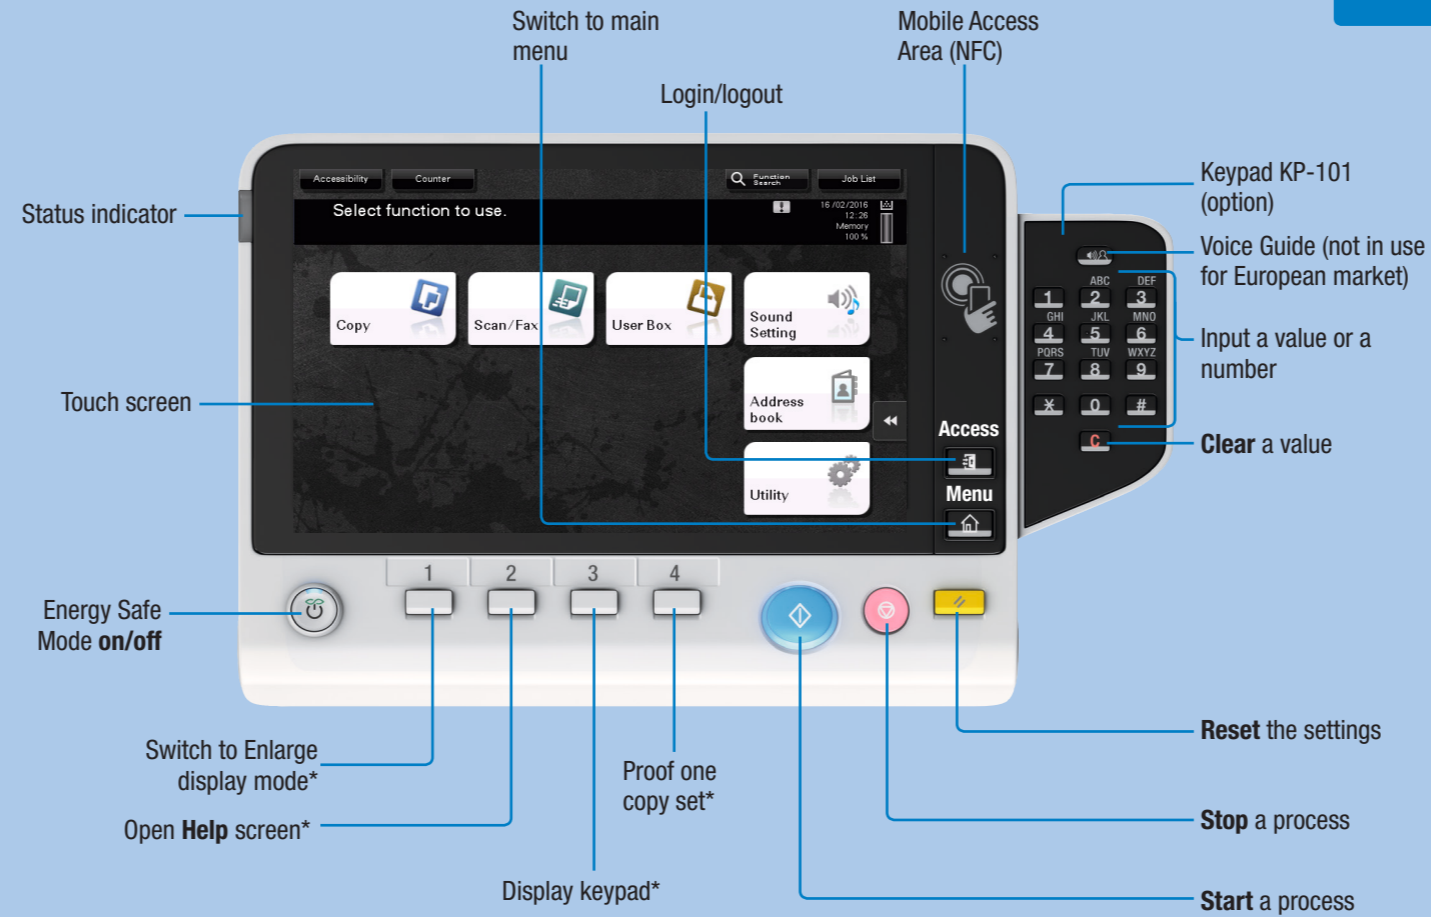 Switch to main
menu
Mobile Access
Area (NFC)
Login/logout
Keypad KP-101
(option)
Voice Guide (not in use
for European market)
Input a value or a
number
Clear a value
Status indicator
Touch screen
Energy Safe
Mode on/off
Accessibility
Counter
Function
Search
Job List
Select function to use.
16/02/2016
12:26
Memory
100 %
Copy
Scan/Fax
User Box
Sound
Setting
Address
book
Utility
Access
Menu
ABC DEF
1 2 3
GHI JKL MNO
4 5 6
PQRS TUV WXYZ
7 8 9
* 0 #
C
1 2 3 4
Switch to Enlarge
display mode*
Open Help screen*
Display keypad*
Proof one
copy set*
Reset the settings
Stop a process
Start a process